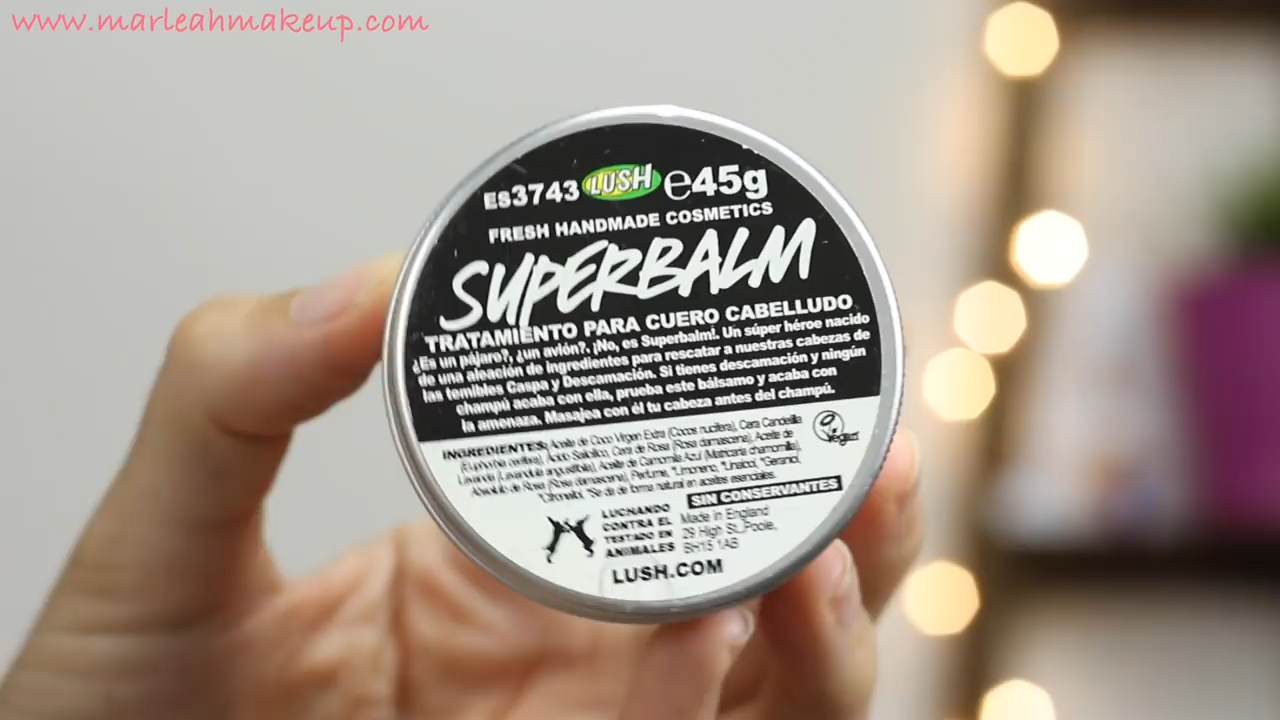 www.marleahmakeup.com
ES3743 LUSH ℮45g
FRESH HANDMADE COSMETICS
SUPERBALM
TRATAMIENTO PARA CUERO CABELLUDO
¿Es un pájaro?, ¿un avión?, ¡No, es Superbalm!. Un súper héroe nacido
de una aleación de ingredientes para rescatar a nuestras cabezas de
las temibles Caspa y Descamación. Si tienes descamación y ningún
champú acaba con ella, prueba este bálsamo y acaba con
la amenaza. Masajea con él tu cabeza antes del champú.
INGREDIENTES: Aceite de Coco Virgen Extra (Cocos nucifera), Cera Candelilla
(Euphorbia cerifera), Ácido Salicílico, Cera de Rosa (Rosa damascena), Aceite de
Lavanda (Lavandula angustifolia), Aceite de Camomila Azul (Matricaria chamomilla),
Absoluto de Rosa (Rosa damascena), Perfume, *Limoneno, *Linalool, *Geraniol,
*Citronellol. *Se da de forma natural en aceites esenciales.
Vegan
SIN CONSERVANTES
LUCHANDO
CONTRA EL
TESTADO EN
ANIMALES
Made in England
29 High St, Poole,
BH15 1AB
LUSH.COM